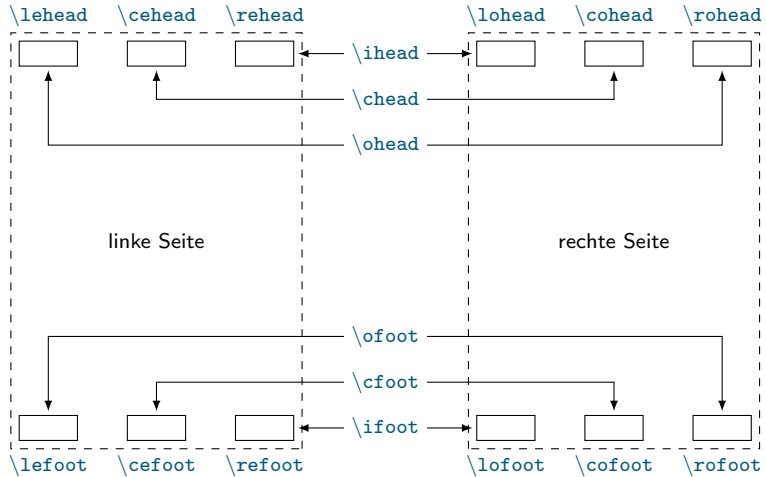 \lehead \cehead \rehead \lohead \cohead \rohead
\ihead
\chead
\ohead
linke Seite rechte Seite
\ofoot
\cfoot
\ifoot
\lefoot \cefoot \refoot \lofoot \cofoot \rofoot